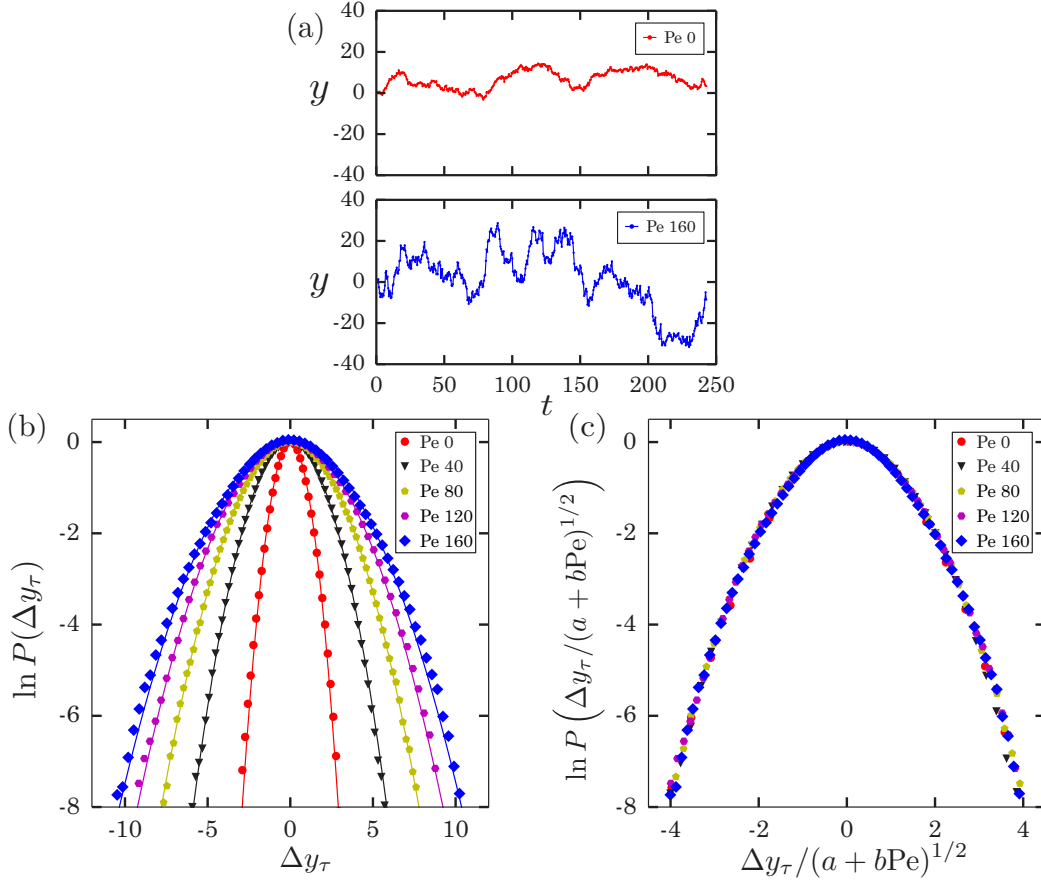 (a)
40
20
0
-20
-40
y
Pe 0
40
20
0
-20
-40
y
Pe 160
0 50 100 150 200 250
t
(b)
0
-2
-4
-6
-8
ln P(Δy_τ)
Pe 0
Pe 40
Pe 80
Pe 120
Pe 160
-10 -5 0 5 10
Δy_τ
(c)
0
-2
-4
-6
-8
ln P (Δy_τ/(a + bPe)^{1/2})
Pe 0
Pe 40
Pe 80
Pe 120
Pe 160
-4 -2 0 2 4
Δy_τ/(a + bPe)^{1/2}